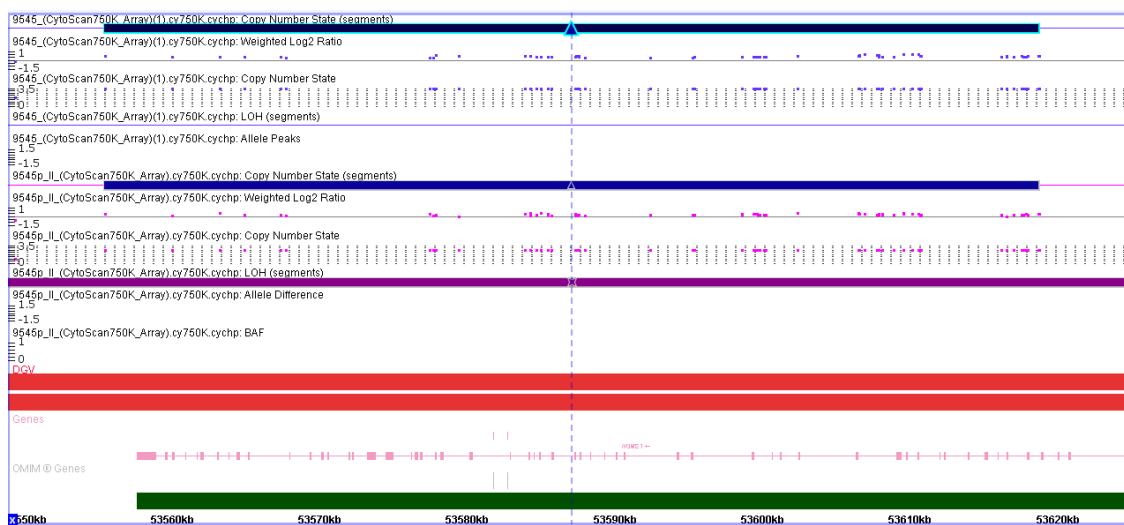 9545_(CytoScan750K_Array)(1).cy750K.cychp: Copy Number State (segments)
9545_(CytoScan750K_Array)(1).cy750K.cychp: Weighted Log2 Ratio
1
-1.5
9545_(CytoScan750K_Array)(1).cy750K.cychp: Copy Number State
3.5
0
9545_(CytoScan750K_Array)(1).cy750K.cychp: LOH (segments)
9545_(CytoScan750K_Array)(1).cy750K.cychp: Allele Peaks
1.5
-1.5
9545p_II_(CytoScan750K_Array).cy750K.cychp: Copy Number State (segments)
9545p_II_(CytoScan750K_Array).cy750K.cychp: Weighted Log2 Ratio
1
-1.5
9545p_II_(CytoScan750K_Array).cy750K.cychp: Copy Number State
3.5
0
9545p_II_(CytoScan750K_Array).cy750K.cychp: LOH (segments)
9545p_II_(CytoScan750K_Array).cy750K.cychp: Allele Difference
1.5
-1.5
9545p_II_(CytoScan750K_Array).cy750K.cychp: BAF
1
0
DGV
Genes
OMIM ® Genes
X 550kb 53560kb 53570kb 53580kb 53590kb 53600kb 53610kb 53620kb